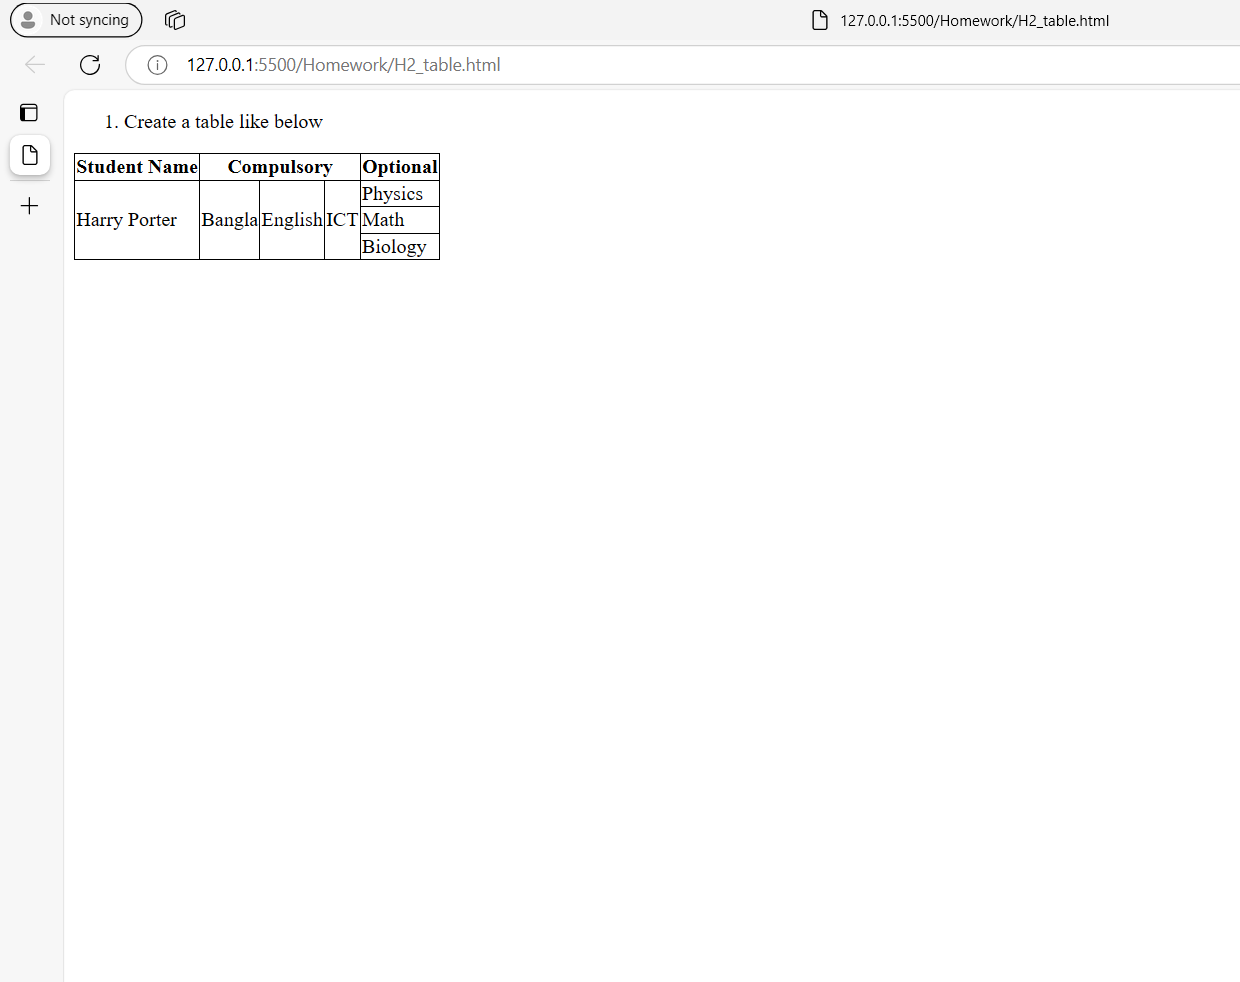 Not syncing
127.0.0.1:5500/Homework/H2_table.html
127.0.0.1:5500/Homework/H2_table.html
1. Create a table like below
Student Name Compulsory Optional
Physics
Harry Porter Bangla English ICT Math
Biology